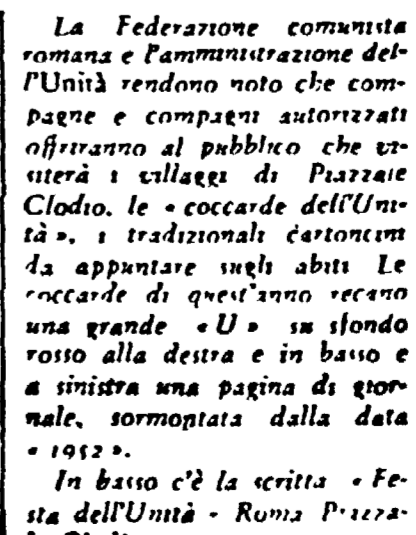 La Federazione comunista
romana e l'amministrazione del-
l'Unità rendono noto che com-
pagne e compagni autorizzati
offriranno al pubblico che vi-
siterà i villaggi di Piazzale
Clodio, le « coccarde dell'Uni-
tà », i tradizionali cartoncini
da appuntare sugli abiti Le
coccarde di quest'anno recano
una grande « U » su sfondo
rosso alla destra e in basso e
a sinistra una pagina di gior-
nale, sormontata dalla data
« 1952 ».
In basso c'è la scritta « Fe-
sta dell'Unità - Roma Piazza-